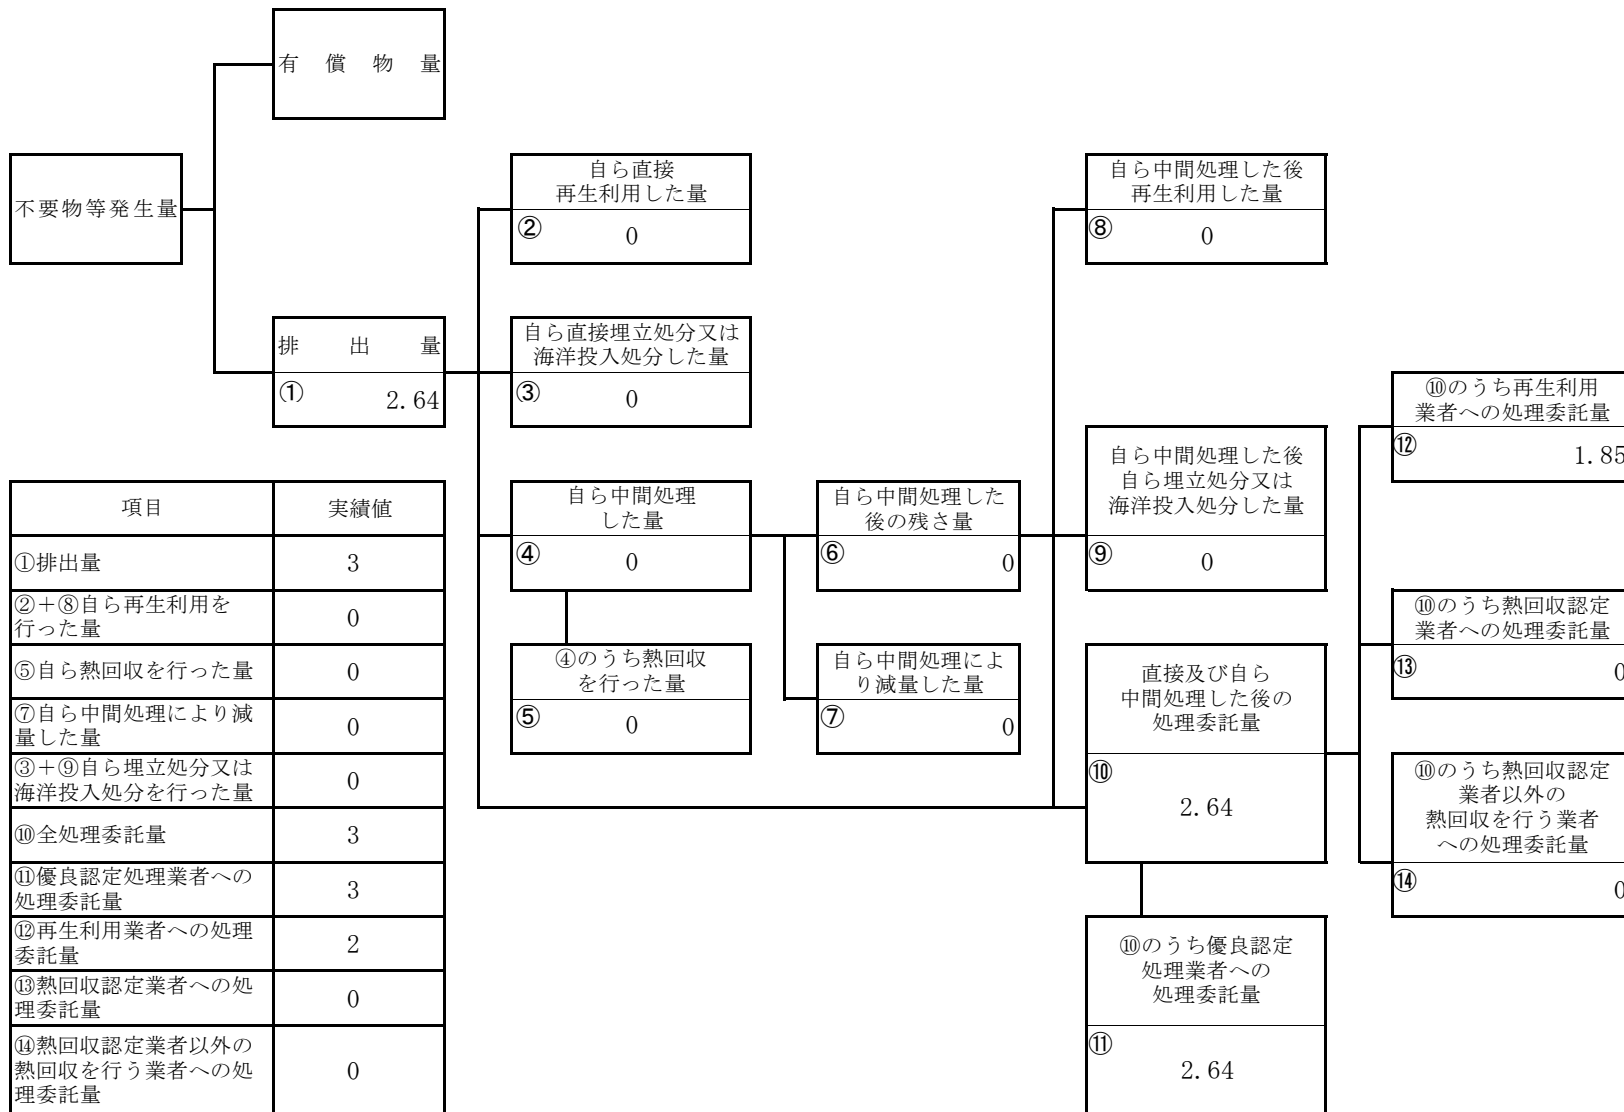 有償物量
不要物等発生量
自ら直接
再生利用した量
② 0
自ら中間処理した後
再生利用した量
⑧ 0
排出量
① 2.64
自ら直接埋立処分又は
海洋投入処分した量
③ 0
⑩のうち再生利用
業者への処理委託量
⑫ 1.85
自ら中間処理
した量
④ 0
自ら中間処理した
後の残さ量
⑥ 0
自ら中間処理した後
自ら埋立処分又は
海洋投入処分した量
⑨ 0
⑩のうち熱回収認定
業者への処理委託量
⑬ 0
④のうち熱回収
を行った量
⑤ 0
自ら中間処理によ
り減量した量
⑦ 0
直接及び自ら
中間処理した後の
処理委託量
⑩ 2.64
⑩のうち熱回収認定
業者以外の
熱回収を行う業者
への処理委託量
⑭ 0
⑩のうち優良認定
処理業者への
処理委託量
⑪ 2.64
項目 実績値
①排出量 3
②+⑧自ら再生利用を
行った量 0
⑤自ら熱回収を行った量 0
⑦自ら中間処理により減
量した量 0
③+⑨自ら埋立処分又は
海洋投入処分を行った量 0
⑩全処理委託量 3
⑪優良認定処理業者への
処理委託量 3
⑫再生利用業者への処理
委託量 2
⑬熱回収認定業者への処
理委託量 0
⑭熱回収認定業者以外の
熱回収を行う業者への処
理委託量 0